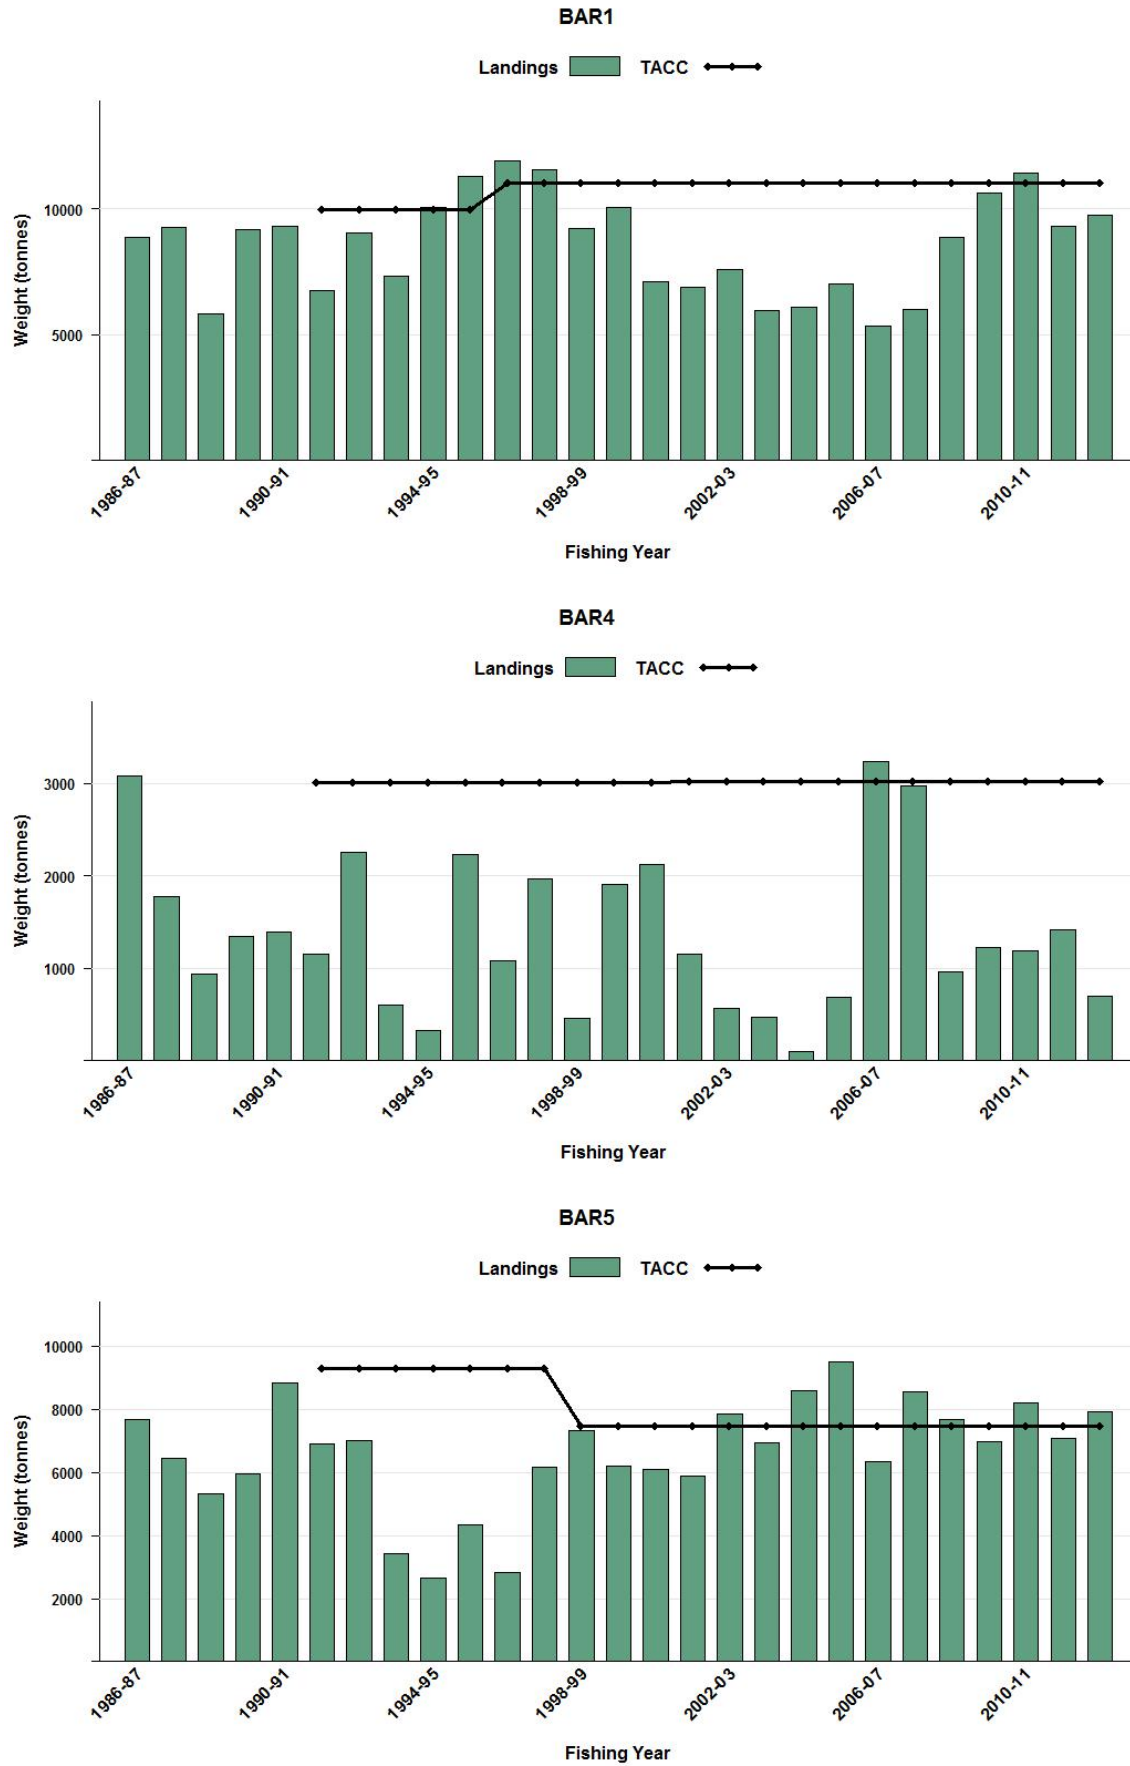 BAR1
Landings TACC
Weight (tonnes)
10000
5000
1986-87 1990-91 1994-95 1998-99 2002-03 2006-07 2010-11
Fishing Year
BAR4
Landings TACC
Weight (tonnes)
3000
2000
1000
1986-87 1990-91 1994-95 1998-99 2002-03 2006-07 2010-11
Fishing Year
BAR5
Landings TACC
Weight (tonnes)
10000
8000
6000
4000
2000
1986-87 1990-91 1994-95 1998-99 2002-03 2006-07 2010-11
Fishing Year